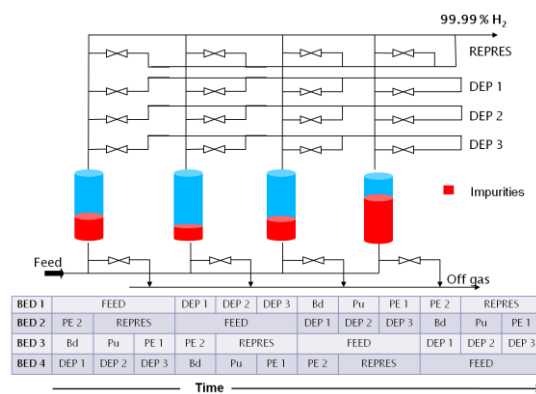 99.99 % H2
REPRES
DEP 1
DEP 2
DEP 3
Impurities
Feed
Off gas
BED 1 FEED DEP 1 DEP 2 DEP 3 Bd Pu PE 1 PE 2 REPRES
BED 2 PE 2 REPRES FEED DEP 1 DEP 2 DEP 3 Bd Pu PE 1
BED 3 Bd Pu PE 1 PE 2 REPRES FEED DEP 1 DEP 2 DEP 3
BED 4 DEP 1 DEP 2 DEP 3 Bd Pu PE 1 PE 2 REPRES FEED
Time